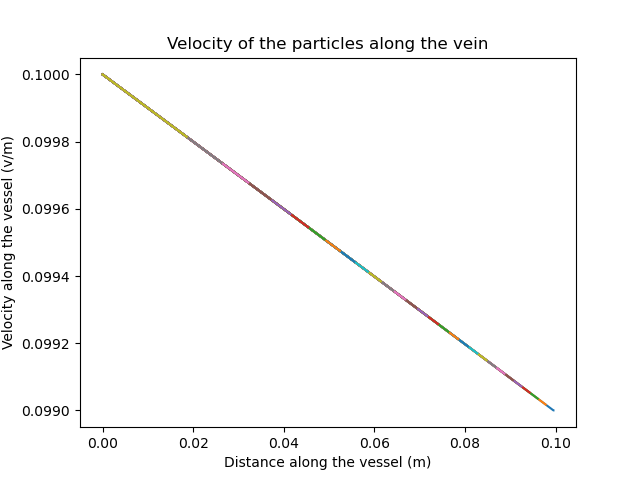 Velocity of the particles along the vein
0.1000
0.0998
0.0996
0.0994
0.0992
0.0990
Velocity along the vessel (v/m)
0.00 0.02 0.04 0.06 0.08 0.10
Distance along the vessel (m)